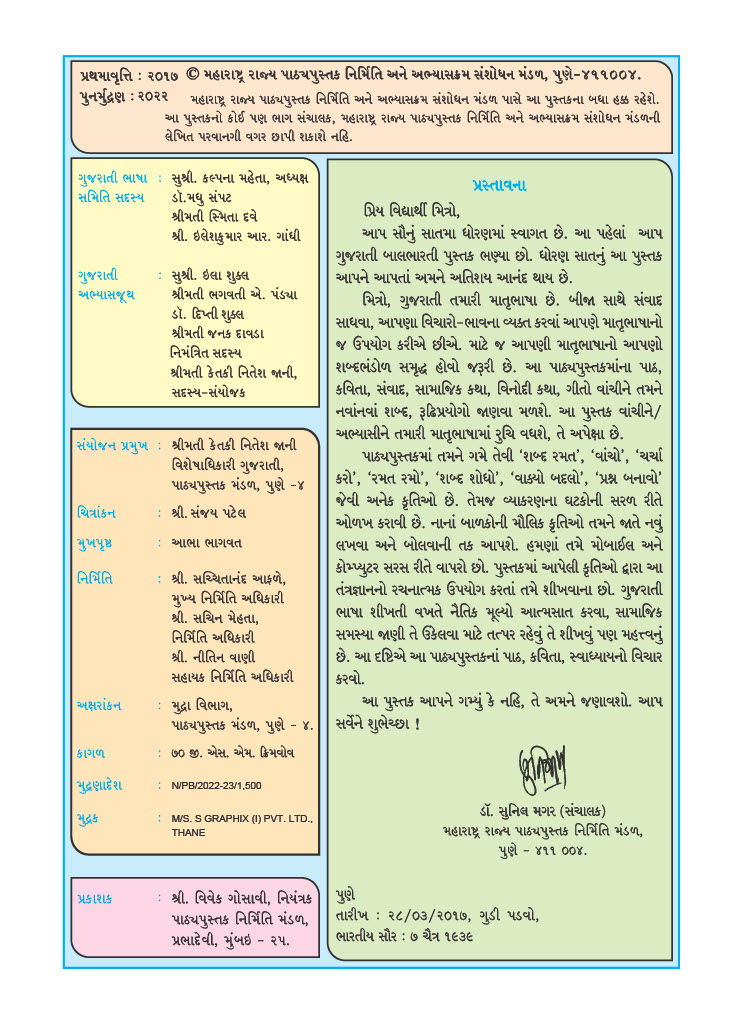 પ્રથમાવૃત્તિ : ૨૦૧૭ © મહારાષ્ટ્ર રાજ્ય પાઠ્યપુસ્તક નિર્મિતિ અને અભ્યાસક્રમ સંશોધન મંડળ, પુણે-૪૧૧૦૦૪.
પુનર્મુદ્રણ : ૨૦૨૨ મહારાષ્ટ્ર રાજ્ય પાઠ્યપુસ્તક નિર્મિતિ અને અભ્યાસક્રમ સંશોધન મંડળ પાસે આ પુસ્તકના બધા હક્ક રહેશે.
આ પુસ્તકનો કોઈ પણ ભાગ સંચાલક, મહારાષ્ટ્ર રાજ્ય પાઠ્યપુસ્તક નિર્મિતિ અને અભ્યાસક્રમ સંશોધન મંડળની
લેખિત પરવાનગી વગર છાપી શકાશે નહિ.
ગુજરાતી ભાષા : સુશ્રી. કલ્પના મહેતા, અધ્યક્ષ
સમિતિ સદસ્ય ડૉ.મધુ સંપટ
શ્રીમતી સ્મિતા દવે
શ્રી. ઇલેશકુમાર આર. ગાંધી
ગુજરાતી : સુશ્રી. ઇલા શુક્લ
અભ્યાસજૂથ શ્રીમતી ભગવતી એ. પંડ્યા
ડૉ. દિપ્તી શુક્લ
શ્રીમતી જનક દાવડા
નિમંત્રિત સદસ્ય
શ્રીમતી કેતકી નિતેશ જાની,
સદસ્ય-સંયોજક
સંયોજન પ્રમુખ : શ્રીમતી કેતકી નિતેશ જાની
વિશેષાધિકારી ગુજરાતી,
પાઠ્યપુસ્તક મંડળ, પુણે -૪
ચિત્રાંકન : શ્રી. સંજય પટેલ
મુખપૃષ્ઠ : આભા ભાગવત
નિર્મિતિ : શ્રી. સચ્ચિતાનંદ આફળે,
મુખ્ય નિર્મિતિ અધિકારી
શ્રી. સચિન મેહતા,
નિર્મિતિ અધિકારી
શ્રી. નીતિન વાણી
સહાયક નિર્મિતિ અધિકારી
અક્ષરાંકન : મુદ્રા વિભાગ,
પાઠ્યપુસ્તક મંડળ, પુણે - ૪.
કાગળ : ૭૦ જી. એસ. એમ. ક્રિમવોવ
મુદ્રણાદેશ : N/PB/2022-23/1,500
મુદ્રક : M/S. S GRAPHIX (I) PVT. LTD.,
THANE
પ્રકાશક : શ્રી. વિવેક ગોસાવી, નિયંત્રક
પાઠ્યપુસ્તક નિર્મિતિ મંડળ,
પ્રભાદેવી, મુંબઇ - ૨૫.
પ્રસ્તાવના
પ્રિય વિદ્યાર્થી મિત્રો,
આપ સૌનું સાતમા ધોરણમાં સ્વાગત છે. આ પહેલાં આપ
ગુજરાતી બાલભારતી પુસ્તક ભણ્યા છો. ધોરણ સાતનું આ પુસ્તક
આપને આપતાં અમને અતિશય આનંદ થાય છે.
મિત્રો, ગુજરાતી તમારી માતૃભાષા છે. બીજા સાથે સંવાદ
સાધવા, આપણા વિચારો-ભાવના વ્યક્ત કરવાં આપણે માતૃભાષાનો
જ ઉપયોગ કરીએ છીએ. માટે જ આપણી માતૃભાષાનો આપણો
શબ્દભંડોળ સમૃદ્ધ હોવો જરૂરી છે. આ પાઠ્યપુસ્તકમાંના પાઠ,
કવિતા, સંવાદ, સામાજિક કથા, વિનોદી કથા, ગીતો વાંચીને તમને
નવાંનવાં શબ્દ, રૂઢિપ્રયોગો જાણવા મળશે. આ પુસ્તક વાંચીને/
અભ્યાસીને તમારી માતૃભાષામાં રુચિ વધશે, તે અપેક્ષા છે.
પાઠ્યપુસ્તકમાં તમને ગમે તેવી ‘શબ્દ રમત’, ‘વાંચો’, ‘ચર્ચા
કરો’, ‘રમત રમો’, ‘શબ્દ શોધો’, ‘વાક્યો બદલો’, ‘પ્રશ્ન બનાવો’
જેવી અનેક કૃતિઓ છે. તેમજ વ્યાકરણના ઘટકોની સરળ રીતે
ઓળખ કરાવી છે. નાનાં બાળકોની મૌલિક કૃતિઓ તમને જાતે નવું
લખવા અને બોલવાની તક આપશે. હમણાં તમે મોબાઈલ અને
કોમ્પ્યુટર સરસ રીતે વાપરો છો. પુસ્તકમાં આપેલી કૃતિઓ દ્વારા આ
તંત્રજ્ઞાનનો રચનાત્મક ઉપયોગ કરતાં તમે શીખવાના છો. ગુજરાતી
ભાષા શીખતી વખતે નૈતિક મૂલ્યો આત્મસાત કરવા, સામાજિક
સમસ્યા જાણી તે ઉકેલવા માટે તત્પર રહેવું તે શીખવું પણ મહત્ત્વનું
છે. આ દષ્ટિએ આ પાઠ્યપુસ્તકનાં પાઠ, કવિતા, સ્વાધ્યાયનો વિચાર
કરવો.
આ પુસ્તક આપને ગમ્યું કે નહિ, તે અમને જણાવશો. આપ
સર્વેને શુભેચ્છા !
ડૉ. સુનિલ મગર (સંચાલક)
મહારાષ્ટ્ર રાજ્ય પાઠ્યપુસ્તક નિર્મિતિ મંડળ,
પુણે - ૪૧૧ ૦૦૪.
પુણે
તારીખ : ૨૮/૦૩/૨૦૧૭, ગુડી પડવો,
ભારતીય સૌર : ૭ ચૈત્ર ૧૯૩૯